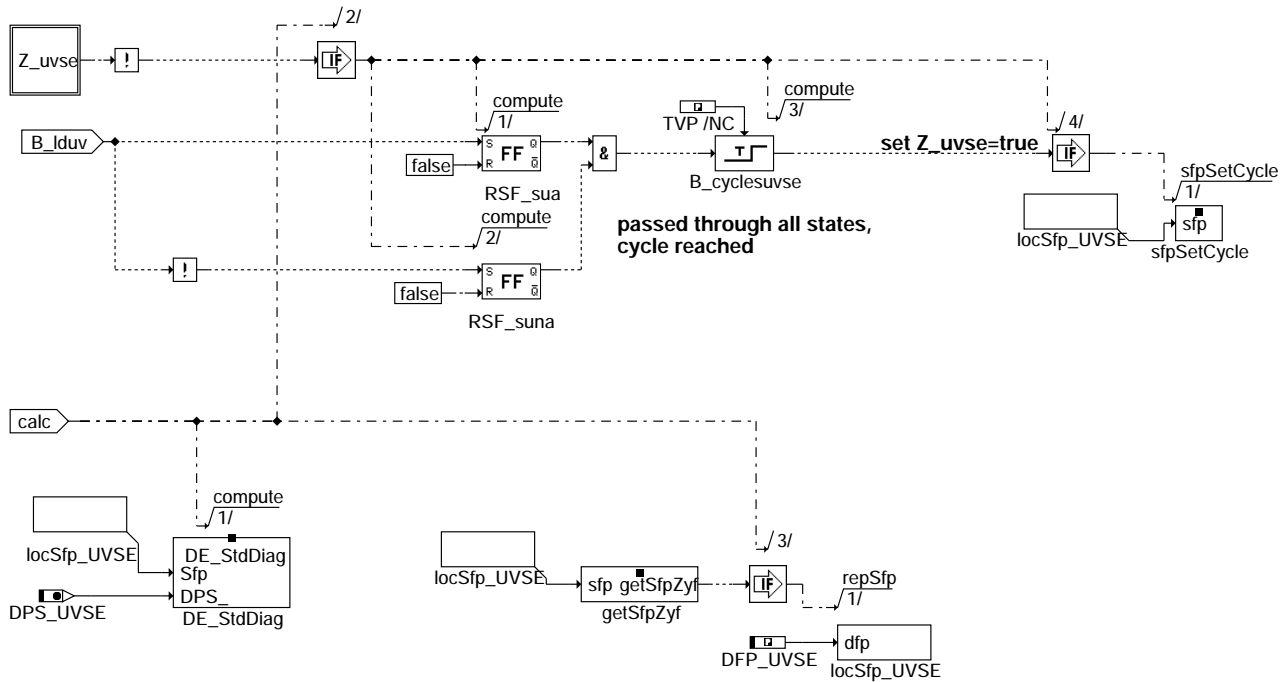 2/
Z_uvse
!
IF
compute
1/
compute
3/
TVP /NC
4/
B_lduv
S
Q
FF
R
Q
false
RSF_sua
&
T
B_cyclesuvse
set Z_uvse=true
IF
sfpSetCycle
1/
sfp
locSfp_UVSE
sfpSetCycle
compute
2/
passed through all states,
cycle reached
!
S
Q
FF
R
Q
false
RSF_suna
calc
compute
1/
locSfp_UVSE
DE_StdDiag
Sfp
DPS_
DPS_UVSE
DE_StdDiag
3/
locSfp_UVSE
sfp getSfpZyf
getSfpZyf
IF
repSfp
1/
DFP_UVSE
dfp
locSfp_UVSE